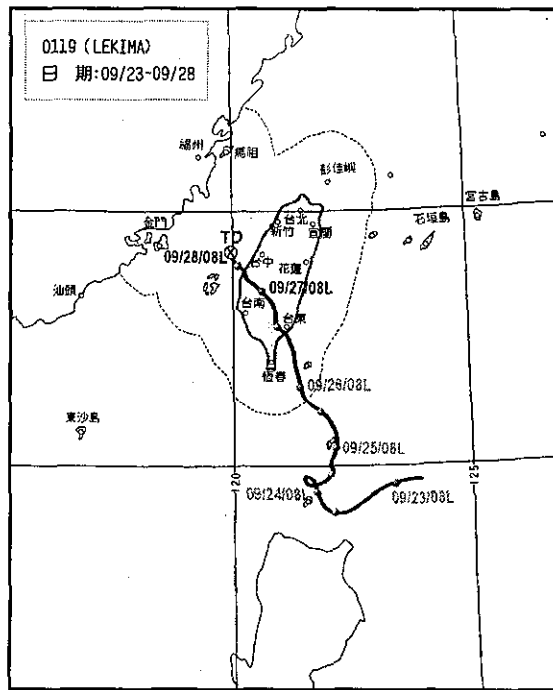 0119 (LEKIMA)
日 期:09/23~09/28
福州
馬祖
彭佳嶼
宮古島
石垣島
金門
台北
新竹
宜蘭
TD
09/28/08L
台中
花蓮
09/27/08L
汕頭
台南
台東
恆春
09/26/08L
東沙島
09/25/08L
09/24/08L
09/23/08L
120
125